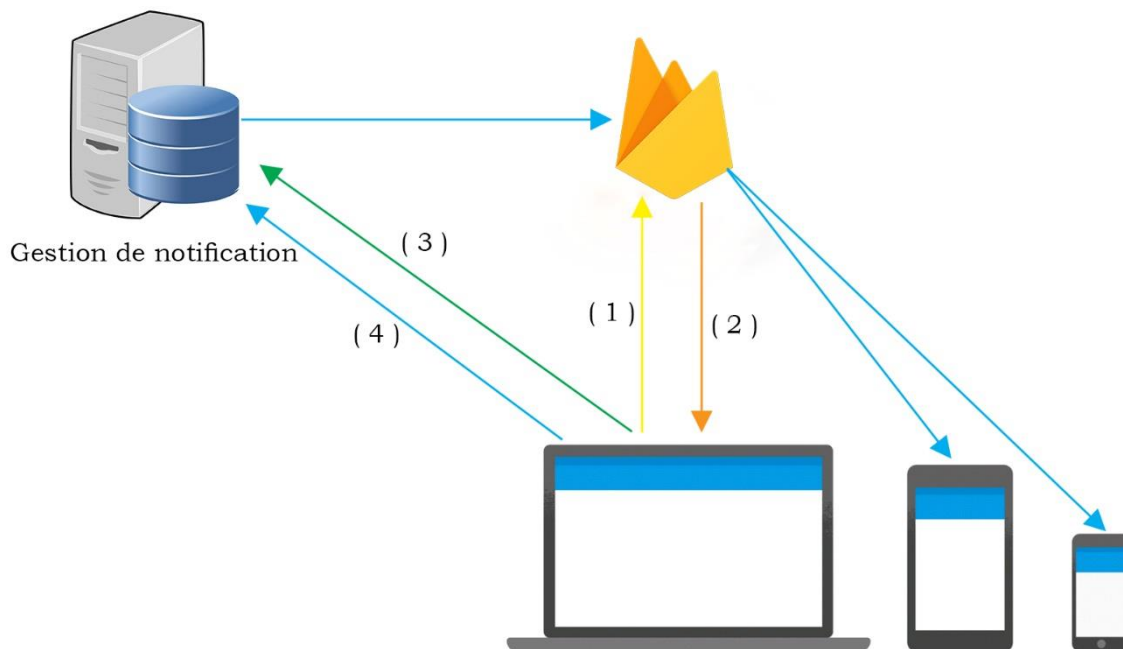 Gestion de notification
( 3 )
( 4 )
( 1 )
( 2 )